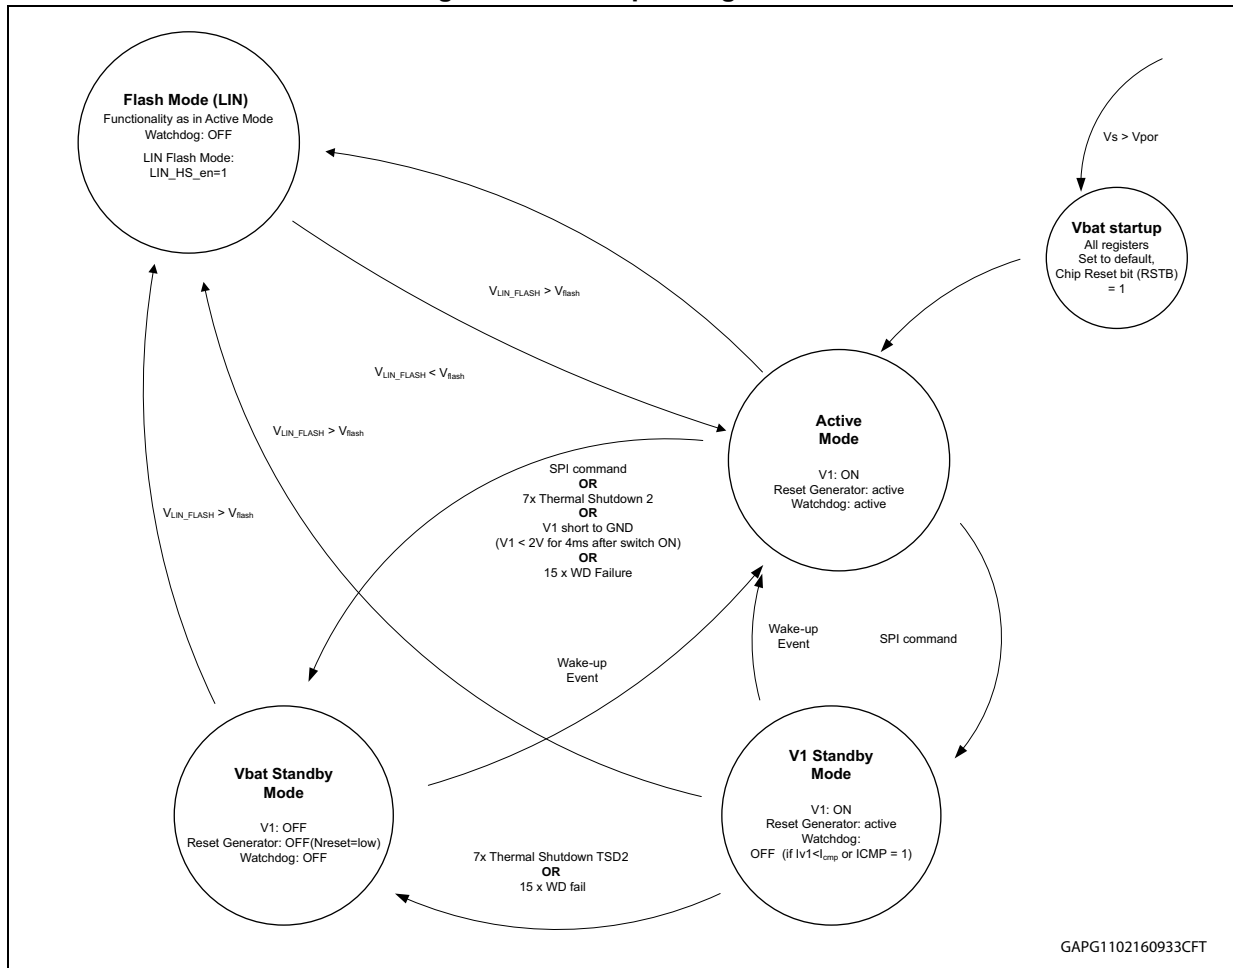 Flash Mode (LIN)
Functionality as in Active Mode
Watchdog: OFF
LIN Flash Mode:
LIN_HS_en=1
Vs > Vpor
Vbat startup
All registers
Set to default,
Chip Reset bit (RSTB)
= 1
VLIN_FLASH > Vflash
VLIN_FLASH < Vflash
VLIN_FLASH > Vflash
VLIN_FLASH > Vflash
Active
Mode
V1: ON
Reset Generator: active
Watchdog: active
SPI command
OR
7x Thermal Shutdown 2
OR
V1 short to GND
(V1 < 2V for 4ms after switch ON)
OR
15 x WD Failure
Wake-up
Event
Wake-up
Event
SPI command
Vbat Standby
Mode
V1: OFF
Reset Generator: OFF(Nreset=low)
Watchdog: OFF
V1 Standby
Mode
V1: ON
Reset Generator: active
Watchdog:
OFF (if Iv1<Icmp or ICMP = 1)
7x Thermal Shutdown TSD2
OR
15 x WD fail
GAPG1102160933CFT